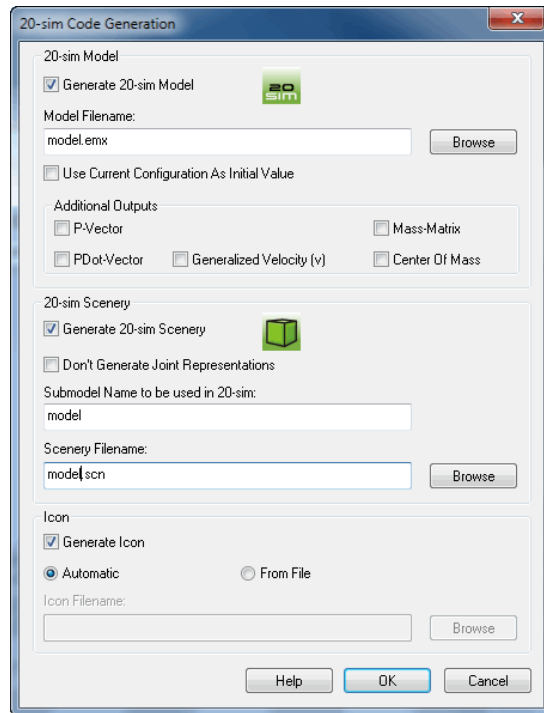 20-sim Code Generation
20-sim Model
Generate 20-sim Model
20
sim
Model Filename:
model.emx
Browse
Use Current Configuration As Initial Value
Additional Outputs
P-Vector
Mass-Matrix
PDot-Vector
Generalized Velocity (v)
Center Of Mass
20-sim Scenery
Generate 20-sim Scenery
Don't Generate Joint Representations
Submodel Name to be used in 20-sim:
model
Scenery Filename:
model.scn
Browse
Icon
Generate Icon
Automatic
From File
Icon Filename:
Browse
Help
OK
Cancel